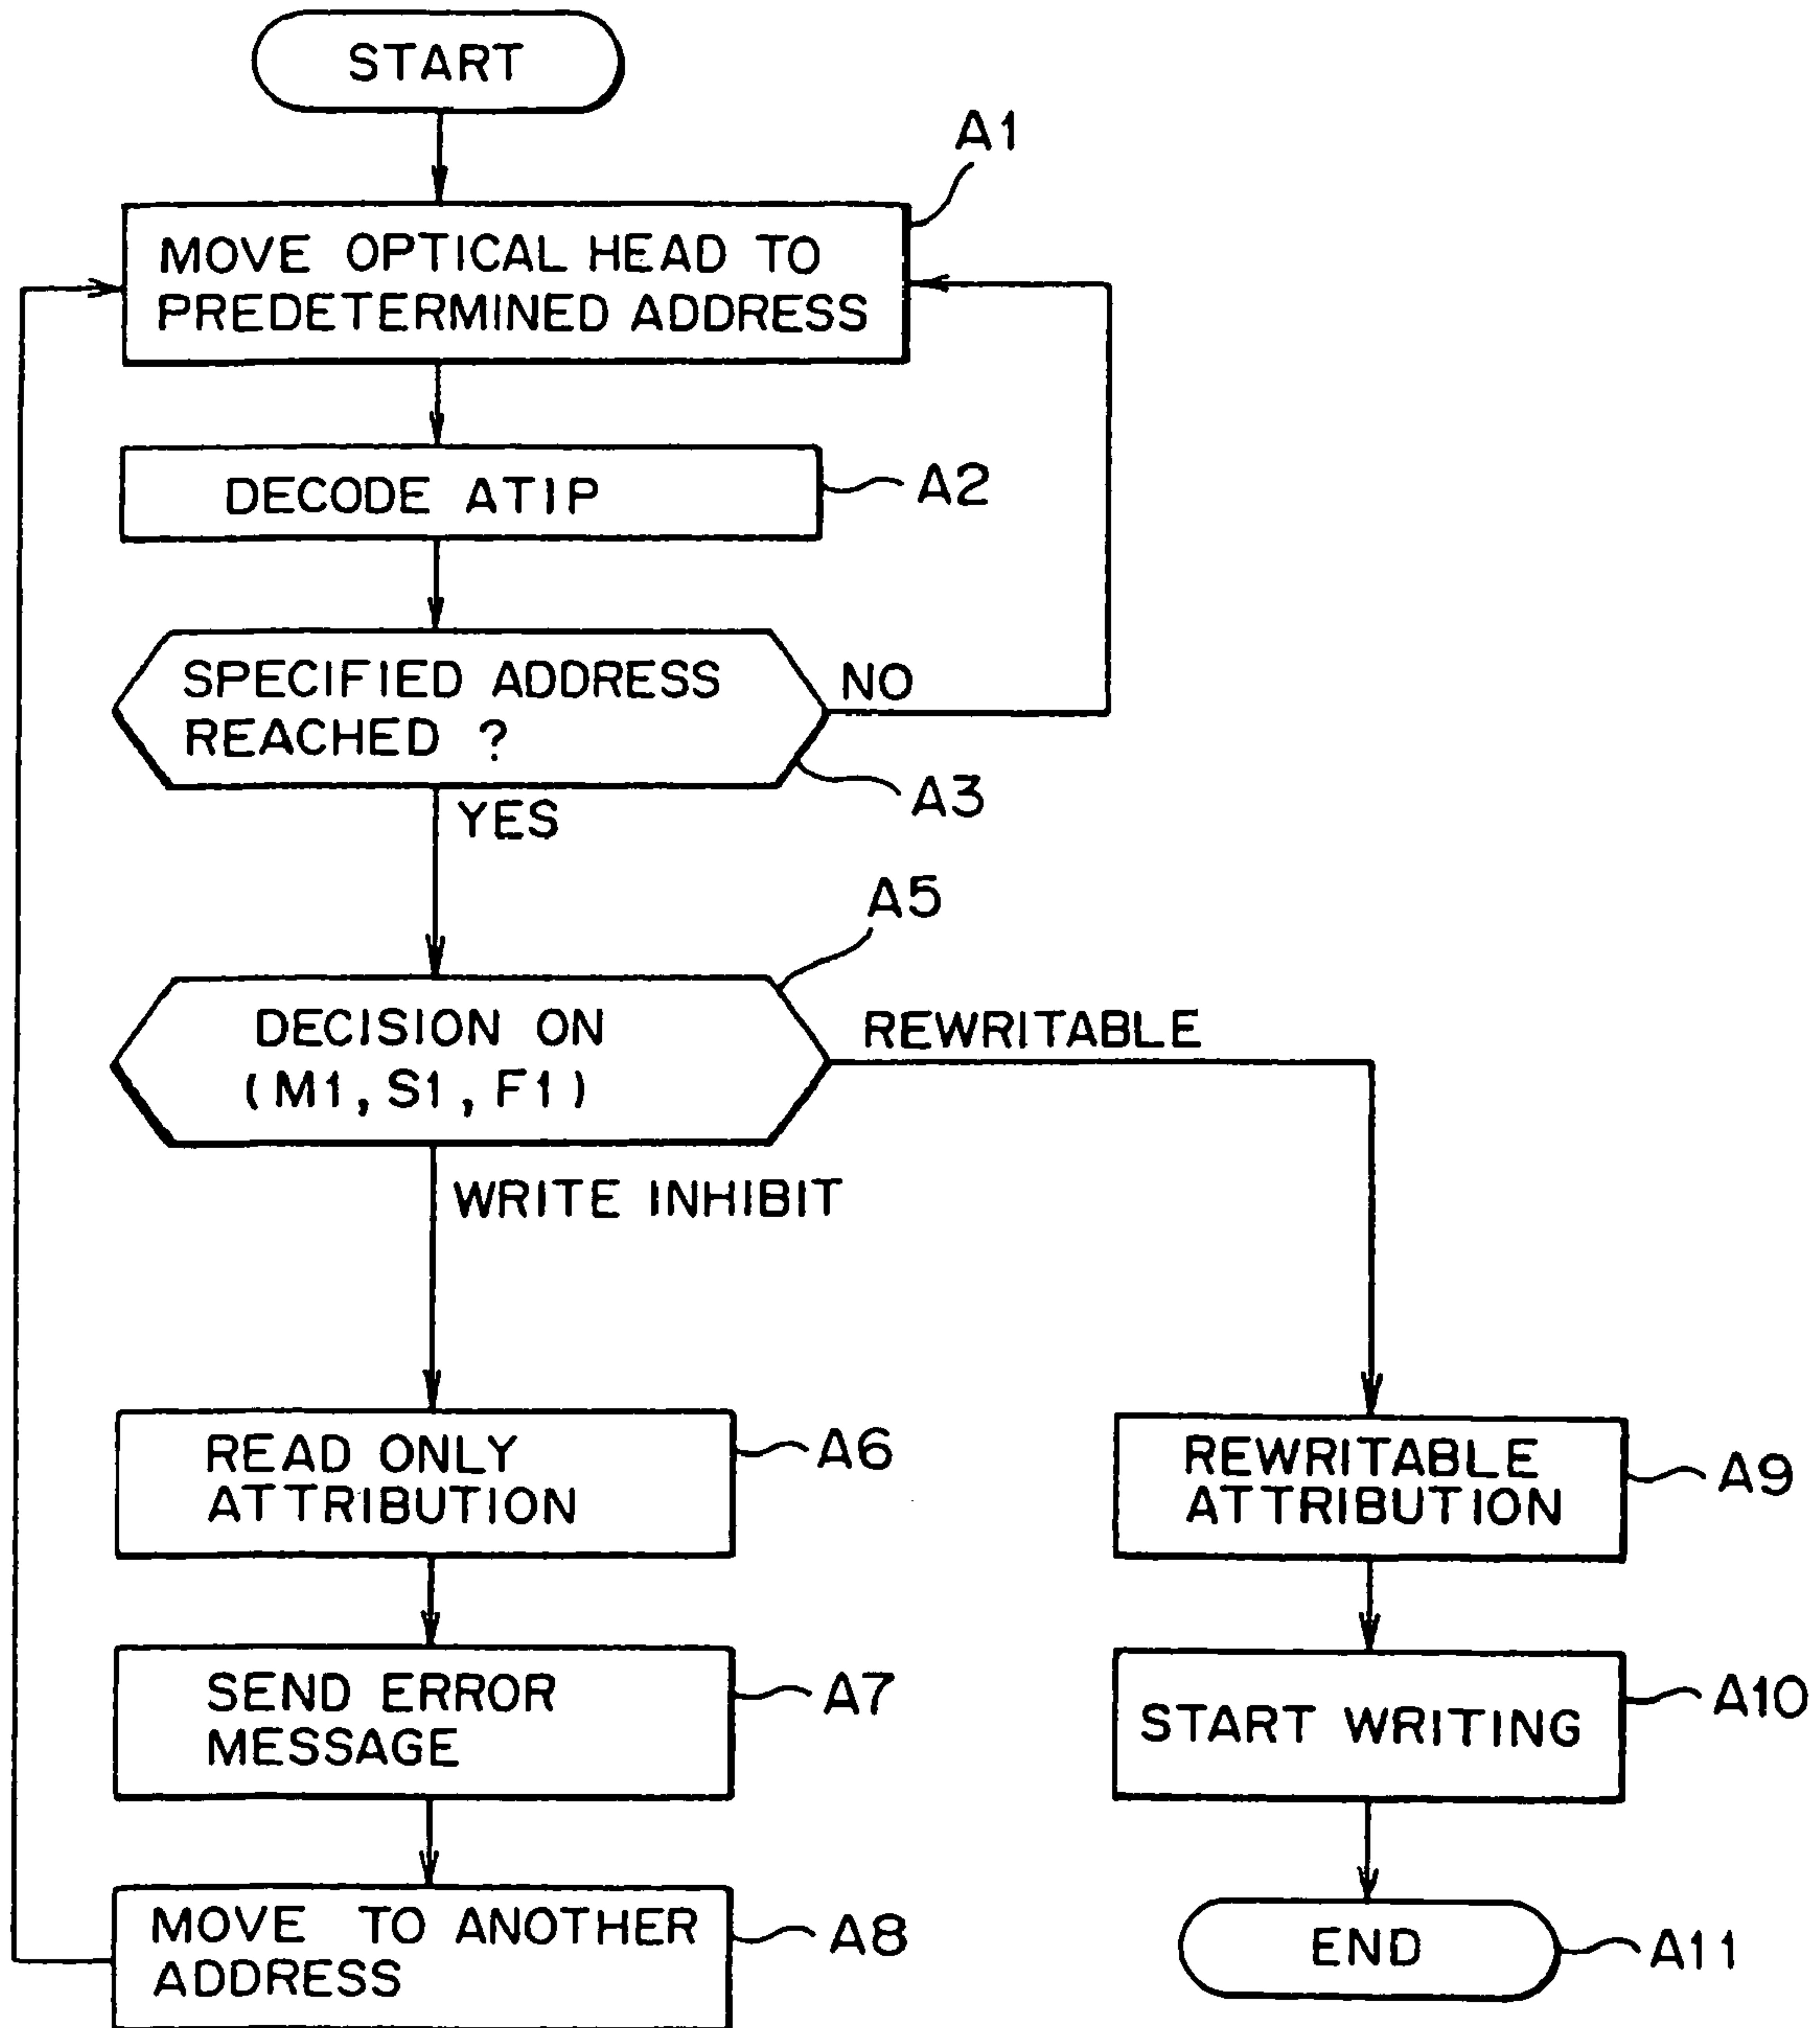 START
A1
MOVE OPTICAL HEAD TO
PREDETERMINED ADDRESS
DECODE ATIP
A2
SPECIFIED ADDRESS
REACHED ?
NO
A3
YES
A5
DECISION ON
(M1, S1, F1)
REWRITABLE
WRITE INHIBIT
READ ONLY
ATTRIBUTION
A6
REWRITABLE
ATTRIBUTION
A9
SEND ERROR
MESSAGE
A7
START WRITING
A10
MOVE TO ANOTHER
ADDRESS
A8
END
A11